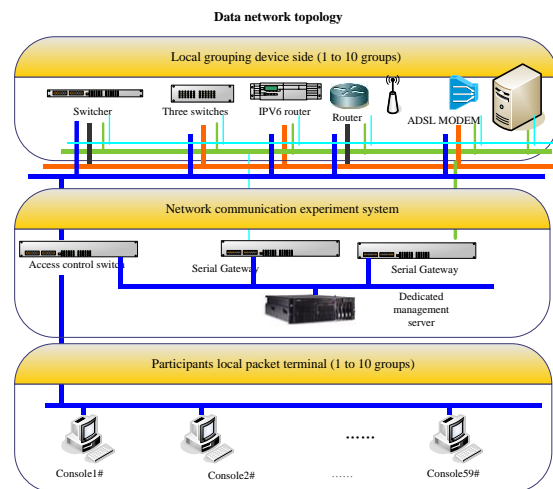 Data network topology
Local grouping device side (1 to 10 groups)
Switcher
Three switches
IPV6 router
Router
ADSL MODEM
Network communication experiment system
Access control switch
Serial Gateway
Serial Gateway
Dedicated
management
server
Participants local packet terminal (1 to 10 groups)
……
Console1#
Console2#
……
Console59#